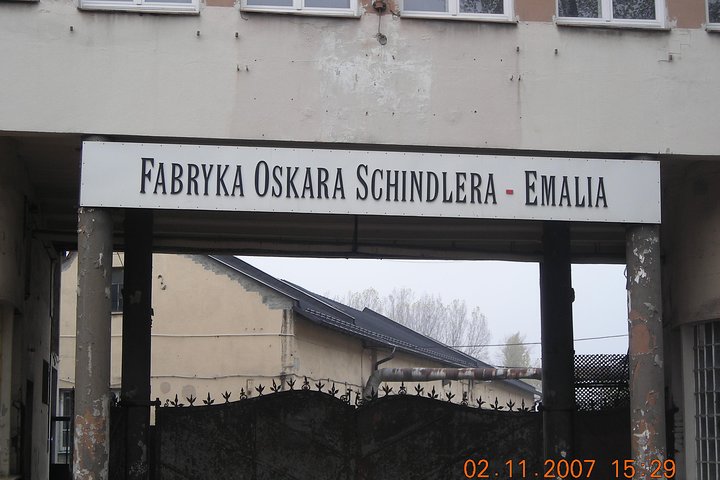 FABRYKA OSKARA SCHINDLERA - EMALIA
02.11.2007 15:29